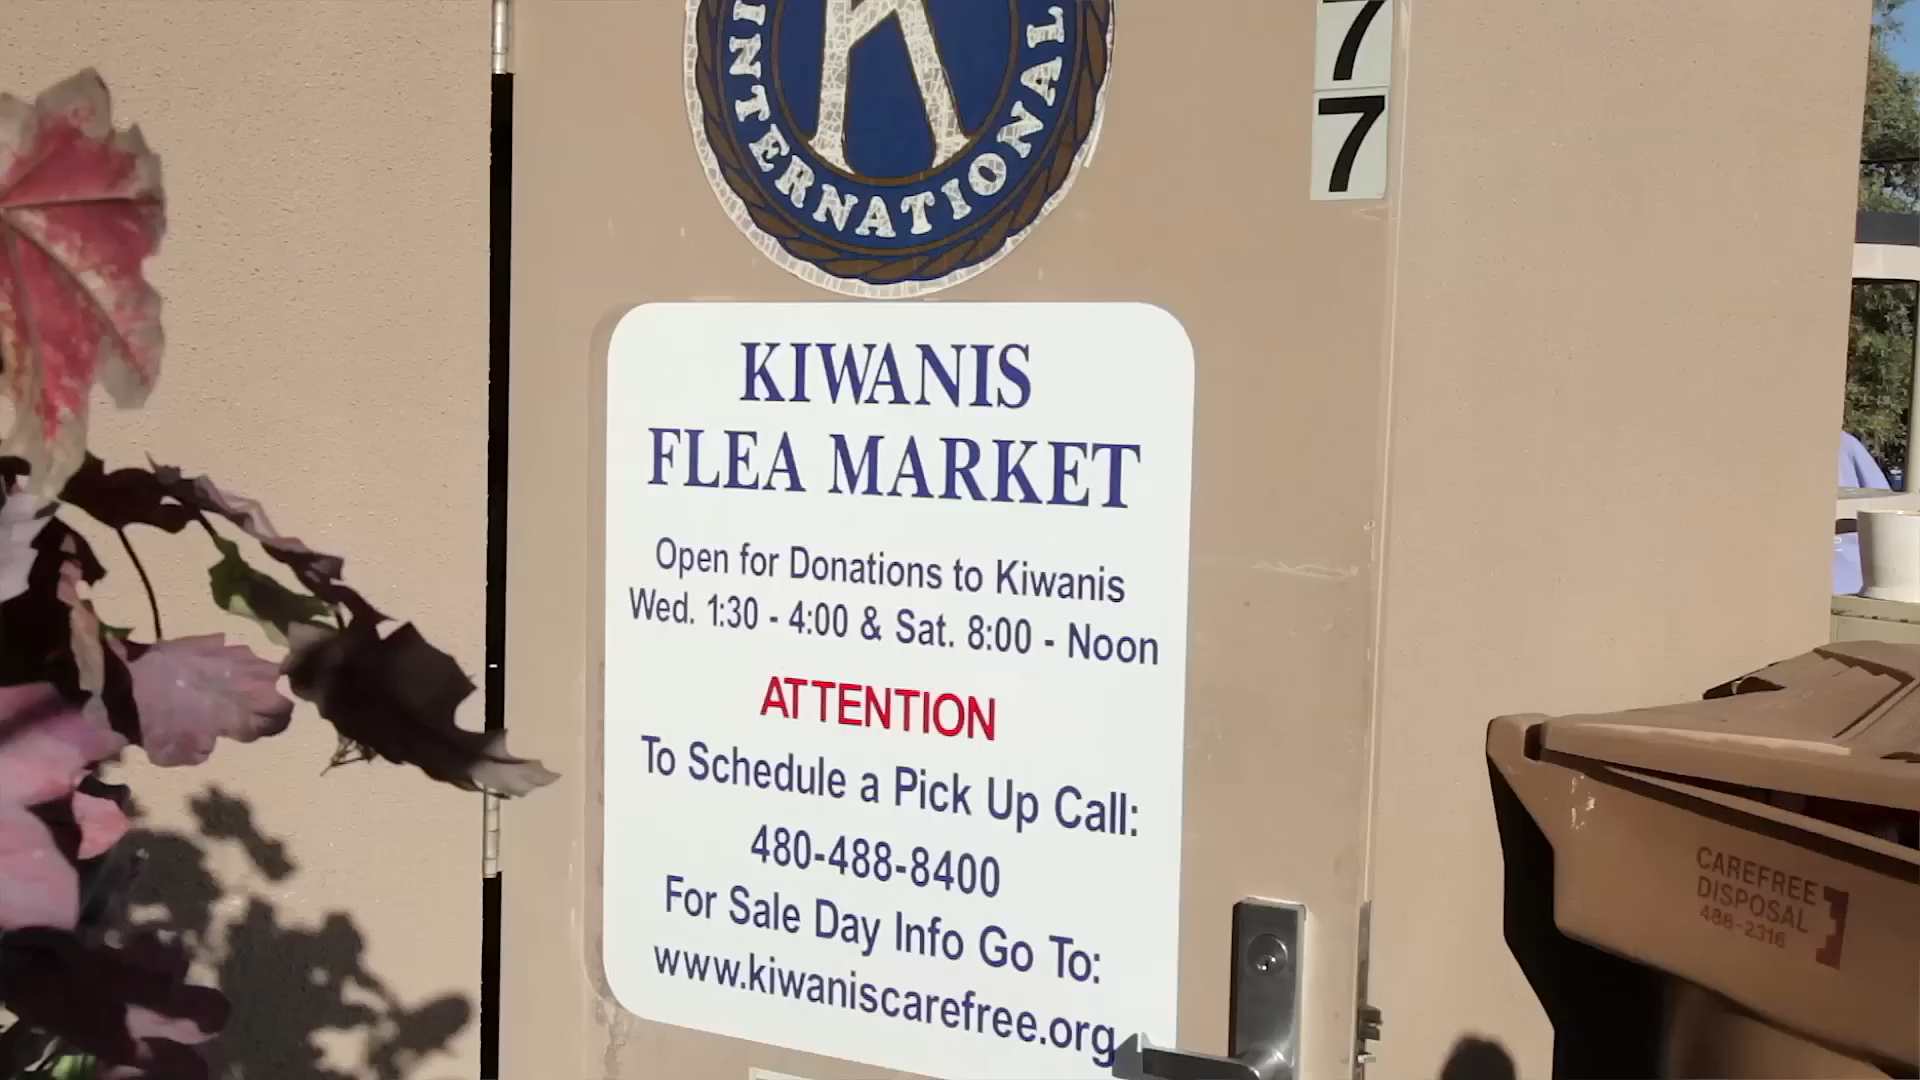 K
INTERNATIONAL
7
7
KIWANIS
FLEA MARKET
Open for Donations to Kiwanis
Wed. 1:30 - 4:00 & Sat. 8:00 - Noon
ATTENTION
To Schedule a Pick Up Call:
480-488-8400
For Sale Day Info Go To:
www.kiwaniscarefree.org
CAREFREE
DISPOSAL
488-2316